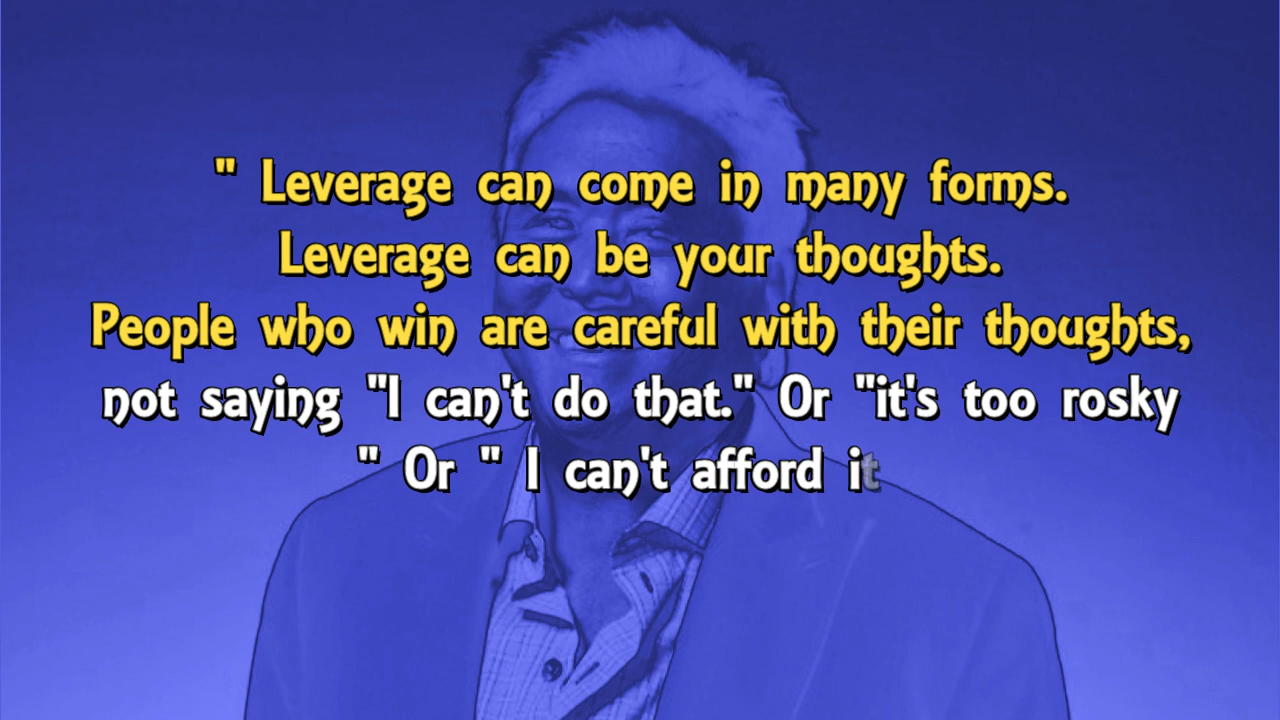 " Leverage can come in many forms.
Leverage can be your thoughts.
People who win are careful with their thoughts,
not saying "I can't do that." Or "it's too rosky
" Or " I can't afford it